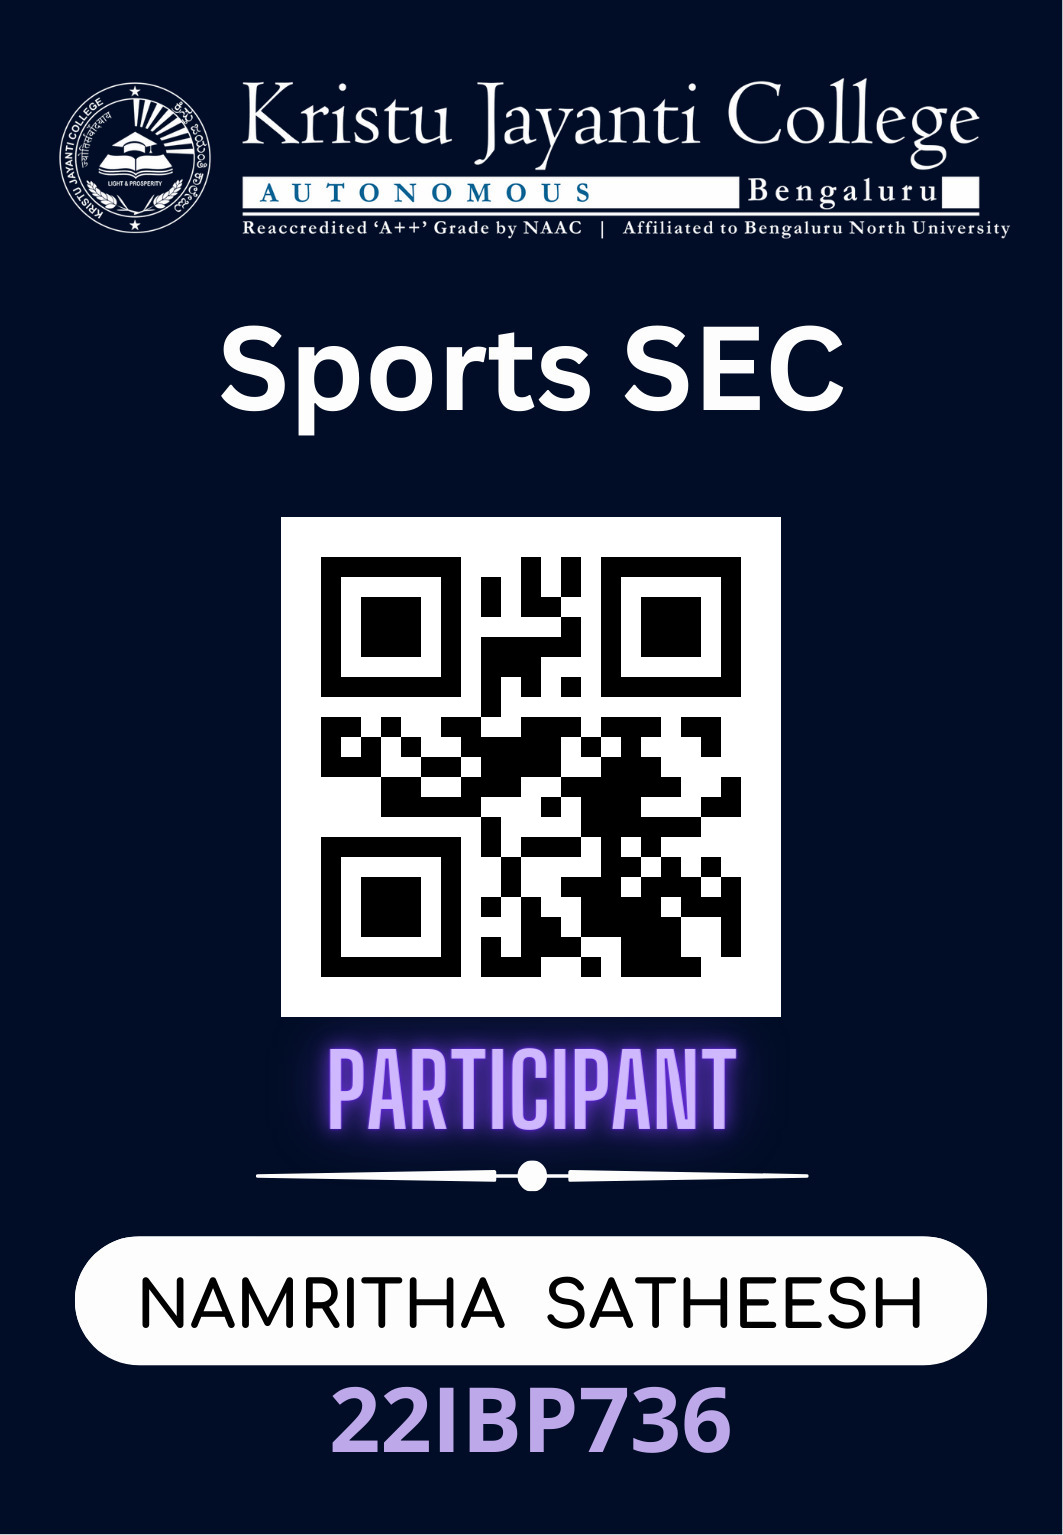 Kristu Jayanti College
AUTONOMOUS Bengaluru
Reaccredited ‘A++’ Grade by NAAC | Affiliated to Bengaluru North University
KRISTU JAYANTI COLLEGE
LIGHT & PROSPERITY
Sports SEC
PARTICIPANT
NAMRITHA SATHEESH
22IBP736